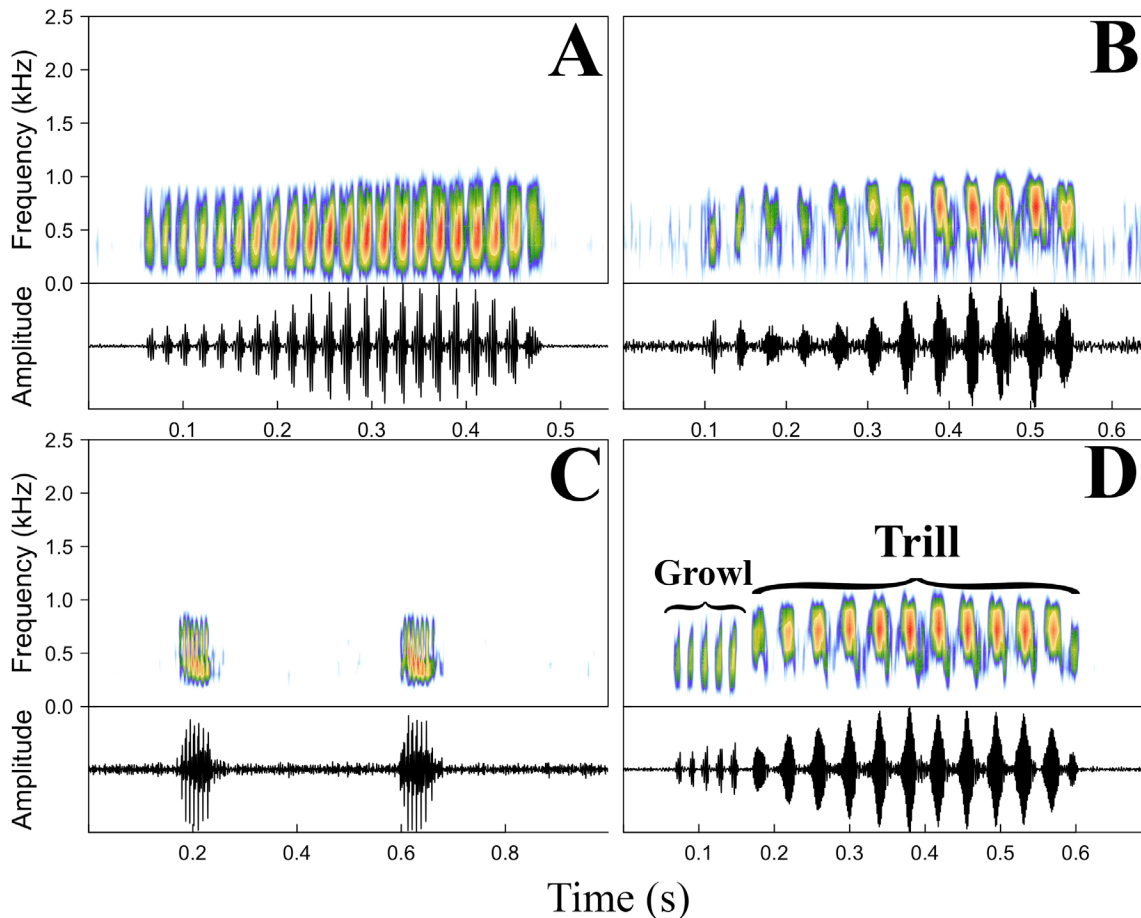 A
B
2.5
2.0
1.5
1.0
0.5
0.0
Frequency (kHz)
Amplitude
0.1 0.2 0.3 0.4 0.5
0.1 0.2 0.3 0.4 0.5 0.6
C
D
2.5
2.0
1.5
1.0
0.5
0.0
Frequency (kHz)
Trill
Growl
Amplitude
0.2 0.4 0.6 0.8
0.1 0.2 0.3 0.4 0.5 0.6
Time (s)